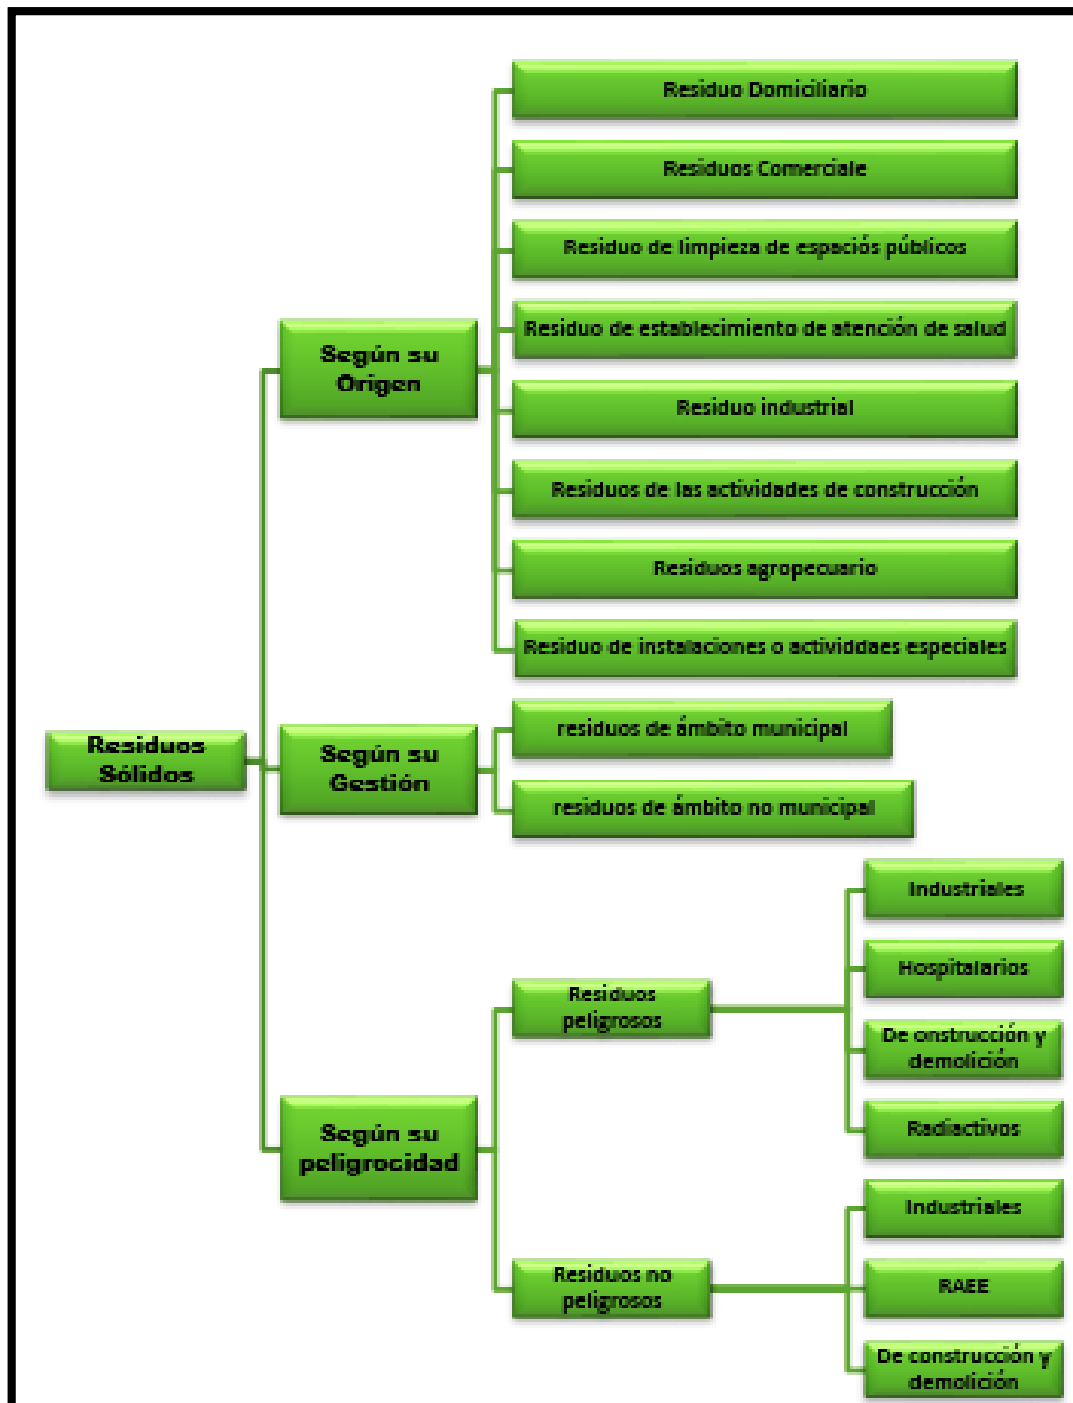 Residuo Domiciliario
Residuos Comerciale
Residuo de limpieza de espaciós públicos
Residuo de establecimiento de atención de salud
Según su
Origen
Residuo industrial
Residuos de las actividades de construcción
Residuos agropecuario
Residuo de instalaciones o actividdaes especiales
Residuos
Sólidos
Según su
Gestión
residuos de ámbito municipal
residuos de ámbito no municipal
Según su
peligrocidad
Residuos
peligrosos
Industriales
Hospitalarios
De onstrucción y
demolición
Radiactivos
Residuos no
peligrosos
Industriales
RAEE
De construcción y
demolición